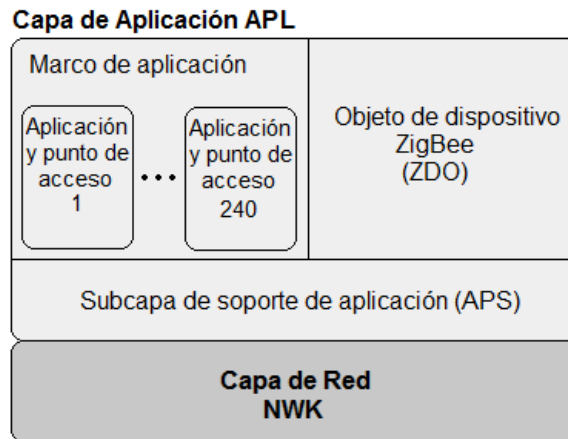 Capa de Aplicación APL
Marco de aplicación
Aplicación
y punto de
acceso
1
...
Aplicación
y punto de
acceso
240
Objeto de dispositivo
ZigBee
(ZDO)
Subcapa de soporte de aplicación (APS)
Capa de Red
NWK